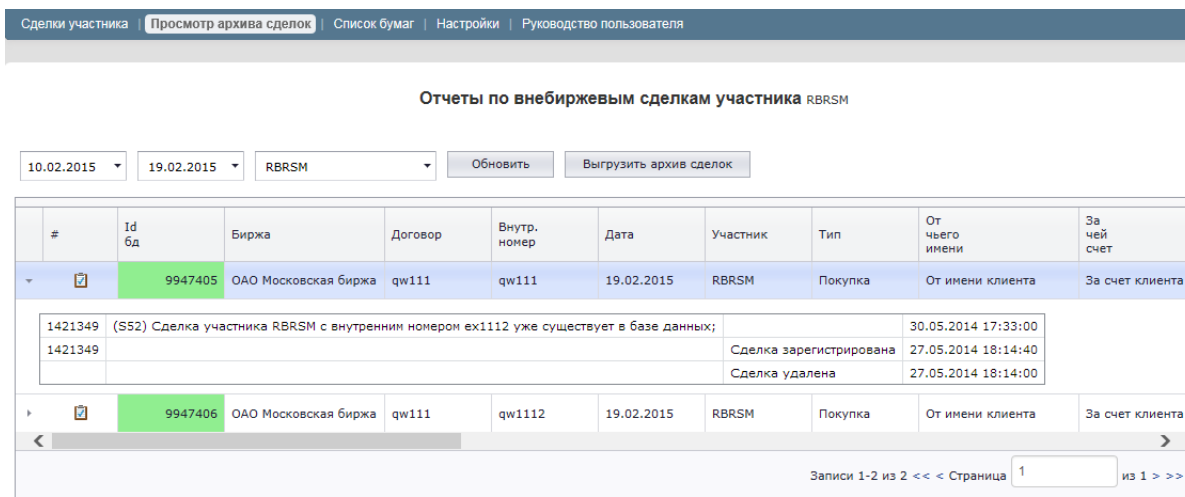 Сделки участника | Просмотр архива сделок | Список бумаг | Настройки | Руководство пользователя
Отчеты по внебиржевым сделкам участника RBRSM
10.02.2015 19.02.2015 RBRSM Обновить Выгрузить архив сделок
# Id бд Биржа Договор Внутр. номер Дата Участник Тип От чьего имени За чей счет
9947405 ОАО Московская биржа qw111 qw111 19.02.2015 RBRSM Покупка От имени клиента За счет клиента
1421349 (S52) Сделка участника RBRSM с внутренним номером ex1112 уже существует в базе данных; 30.05.2014 17:33:00
1421349 Сделка зарегистрирована 27.05.2014 18:14:40
Сделка удалена 27.05.2014 18:14:00
9947406 ОАО Московская биржа qw111 qw1112 19.02.2015 RBRSM Покупка От имени клиента За счет клиента
Записи 1-2 из 2 << < Страница 1 из 1 > >>